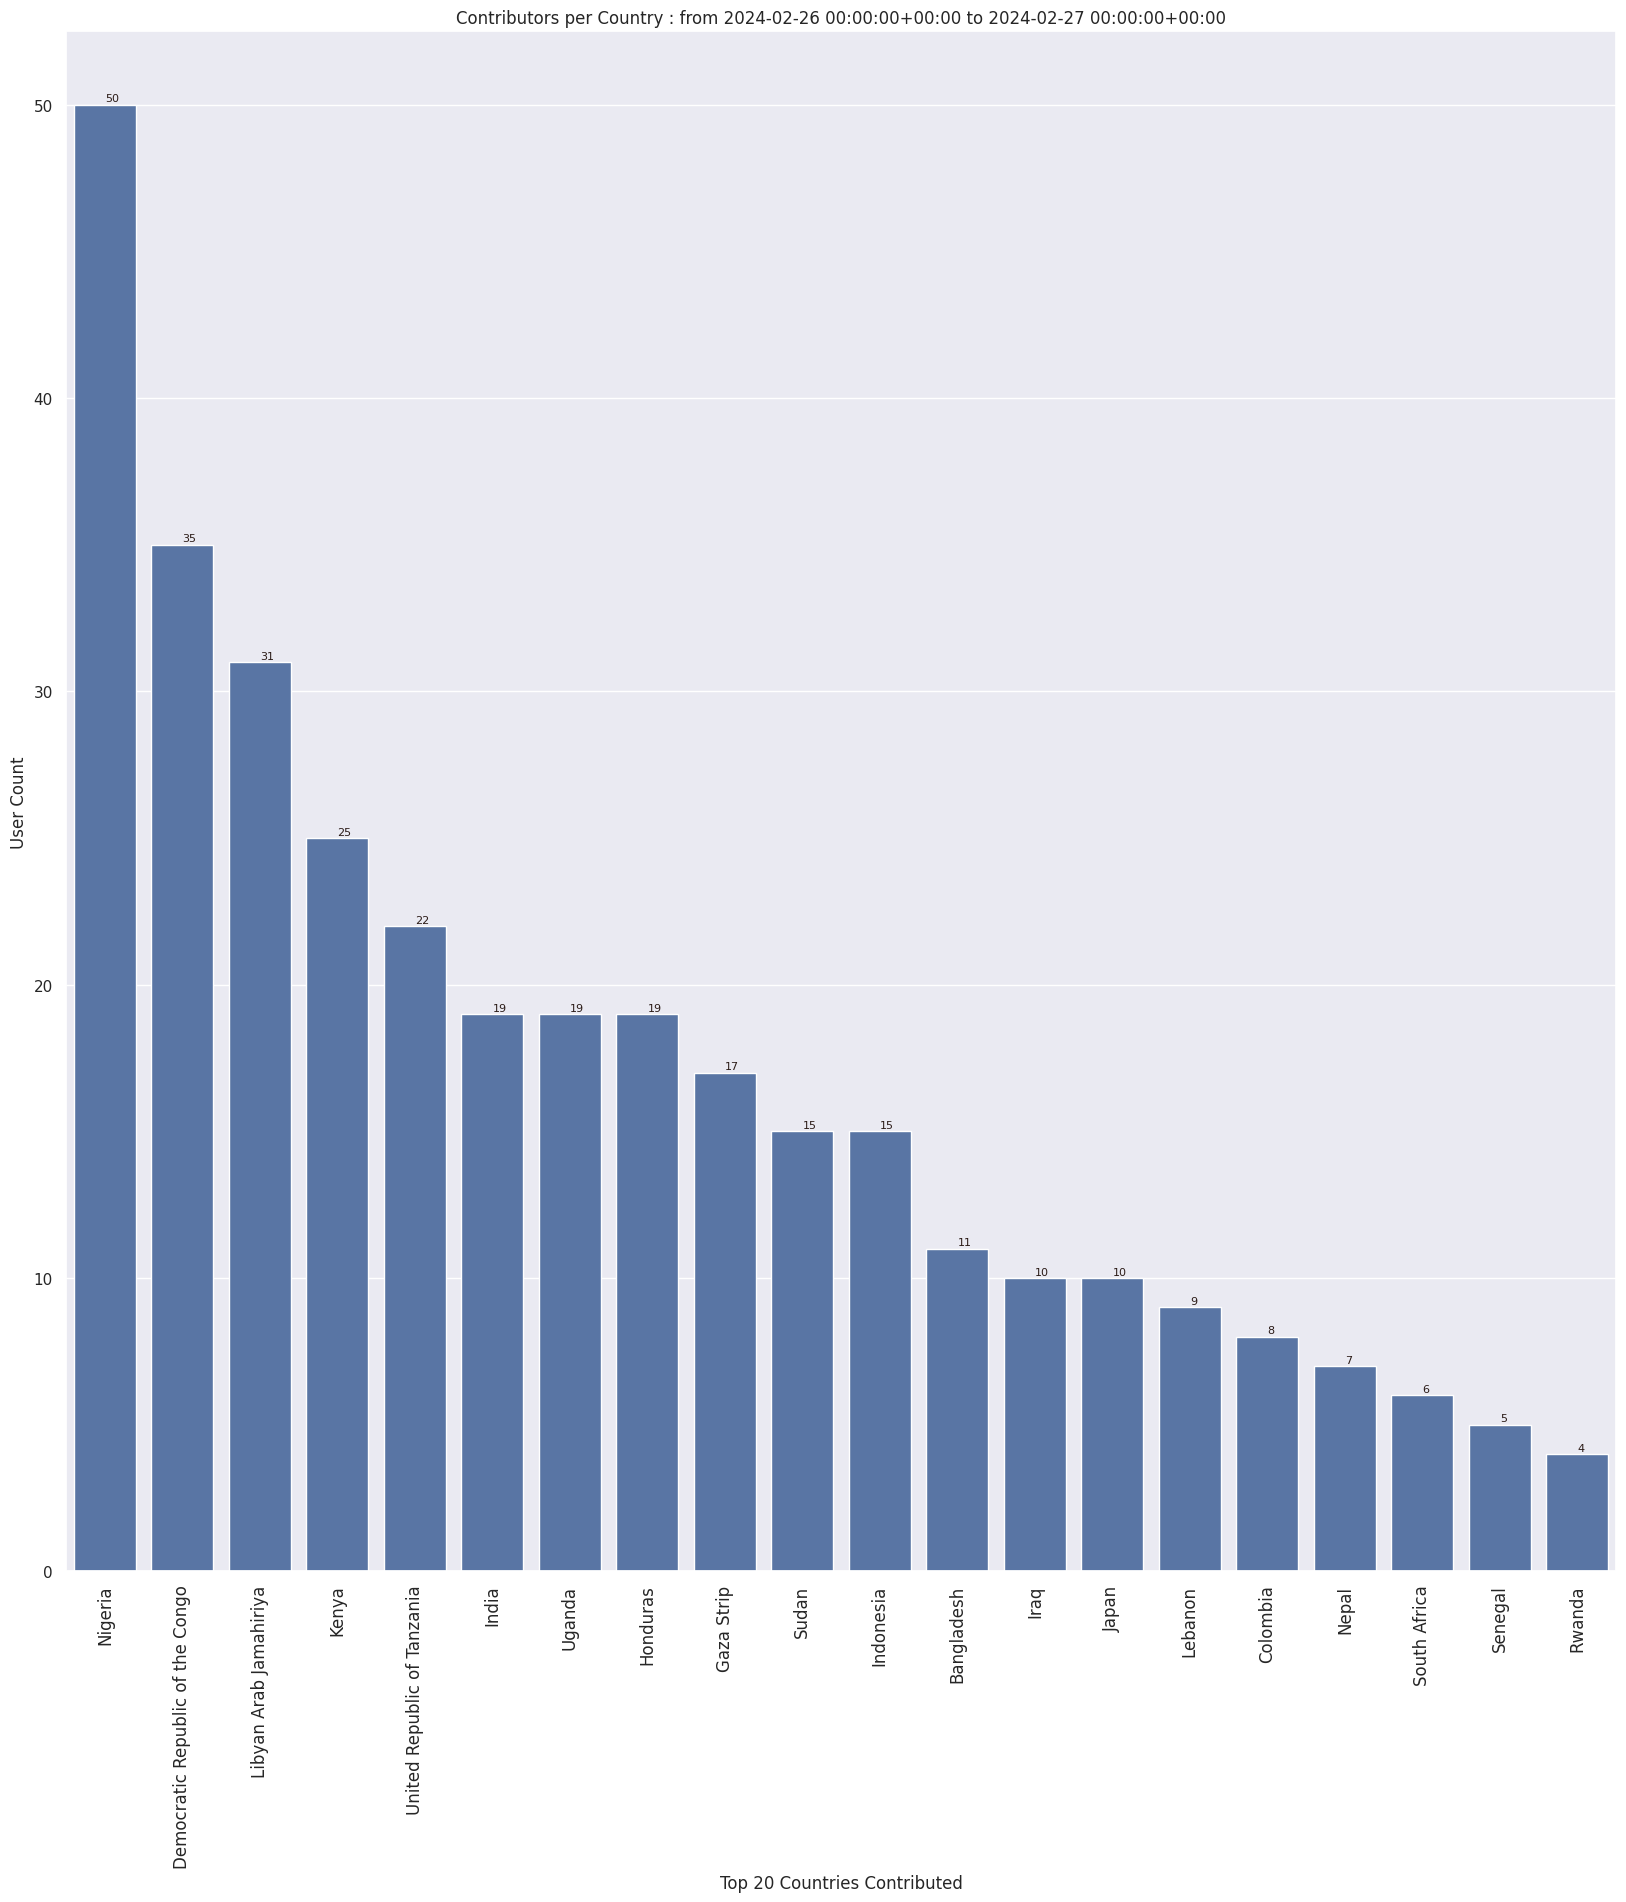 Contributors per Country : from 2024-02-26 00:00:00+00:00 to 2024-02-27 00:00:00+00:00
User Count
50
40
30
20
10
0
50
35
31
25
22
19
19
19
17
15
15
11
10
10
9
8
7
6
5
4
Nigeria
Democratic Republic of the Congo
Libyan Arab Jamahiriya
Kenya
United Republic of Tanzania
India
Uganda
Honduras
Gaza Strip
Sudan
Indonesia
Bangladesh
Iraq
Japan
Lebanon
Colombia
Nepal
South Africa
Senegal
Rwanda
Top 20 Countries Contributed